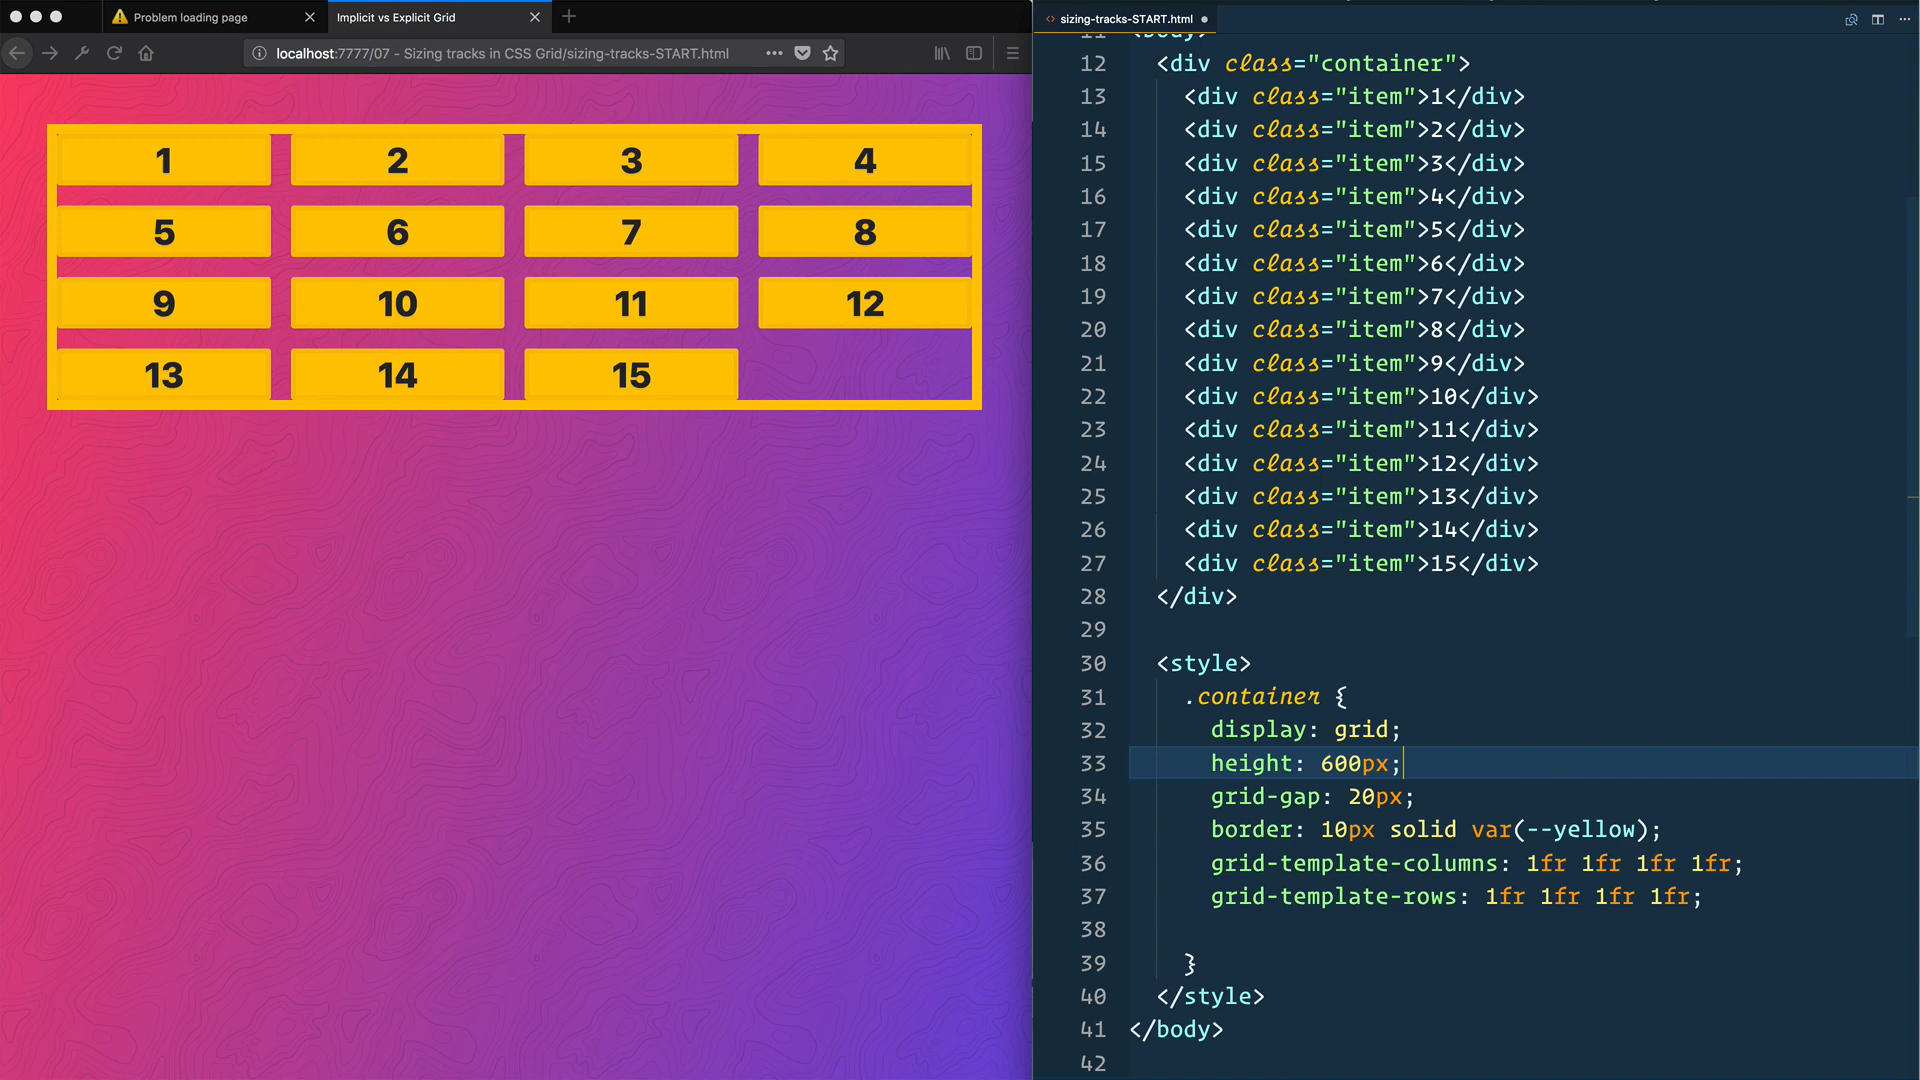 Problem loading page
Implicit vs Explicit Grid
localhost:7777/07 - Sizing tracks in CSS Grid/sizing-tracks-START.html
1 2 3 4
5 6 7 8
9 10 11 12
13 14 15
<> sizing-tracks-START.html
11 <body>
12 <div class="container">
13 <div class="item">1</div>
14 <div class="item">2</div>
15 <div class="item">3</div>
16 <div class="item">4</div>
17 <div class="item">5</div>
18 <div class="item">6</div>
19 <div class="item">7</div>
20 <div class="item">8</div>
21 <div class="item">9</div>
22 <div class="item">10</div>
23 <div class="item">11</div>
24 <div class="item">12</div>
25 <div class="item">13</div>
26 <div class="item">14</div>
27 <div class="item">15</div>
28 </div>
29
30 <style>
31 .container {
32 display: grid;
33 height: 600px;
34 grid-gap: 20px;
35 border: 10px solid var(--yellow);
36 grid-template-columns: 1fr 1fr 1fr 1fr;
37 grid-template-rows: 1fr 1fr 1fr 1fr;
38
39 }
40 </style>
41 </body>
42